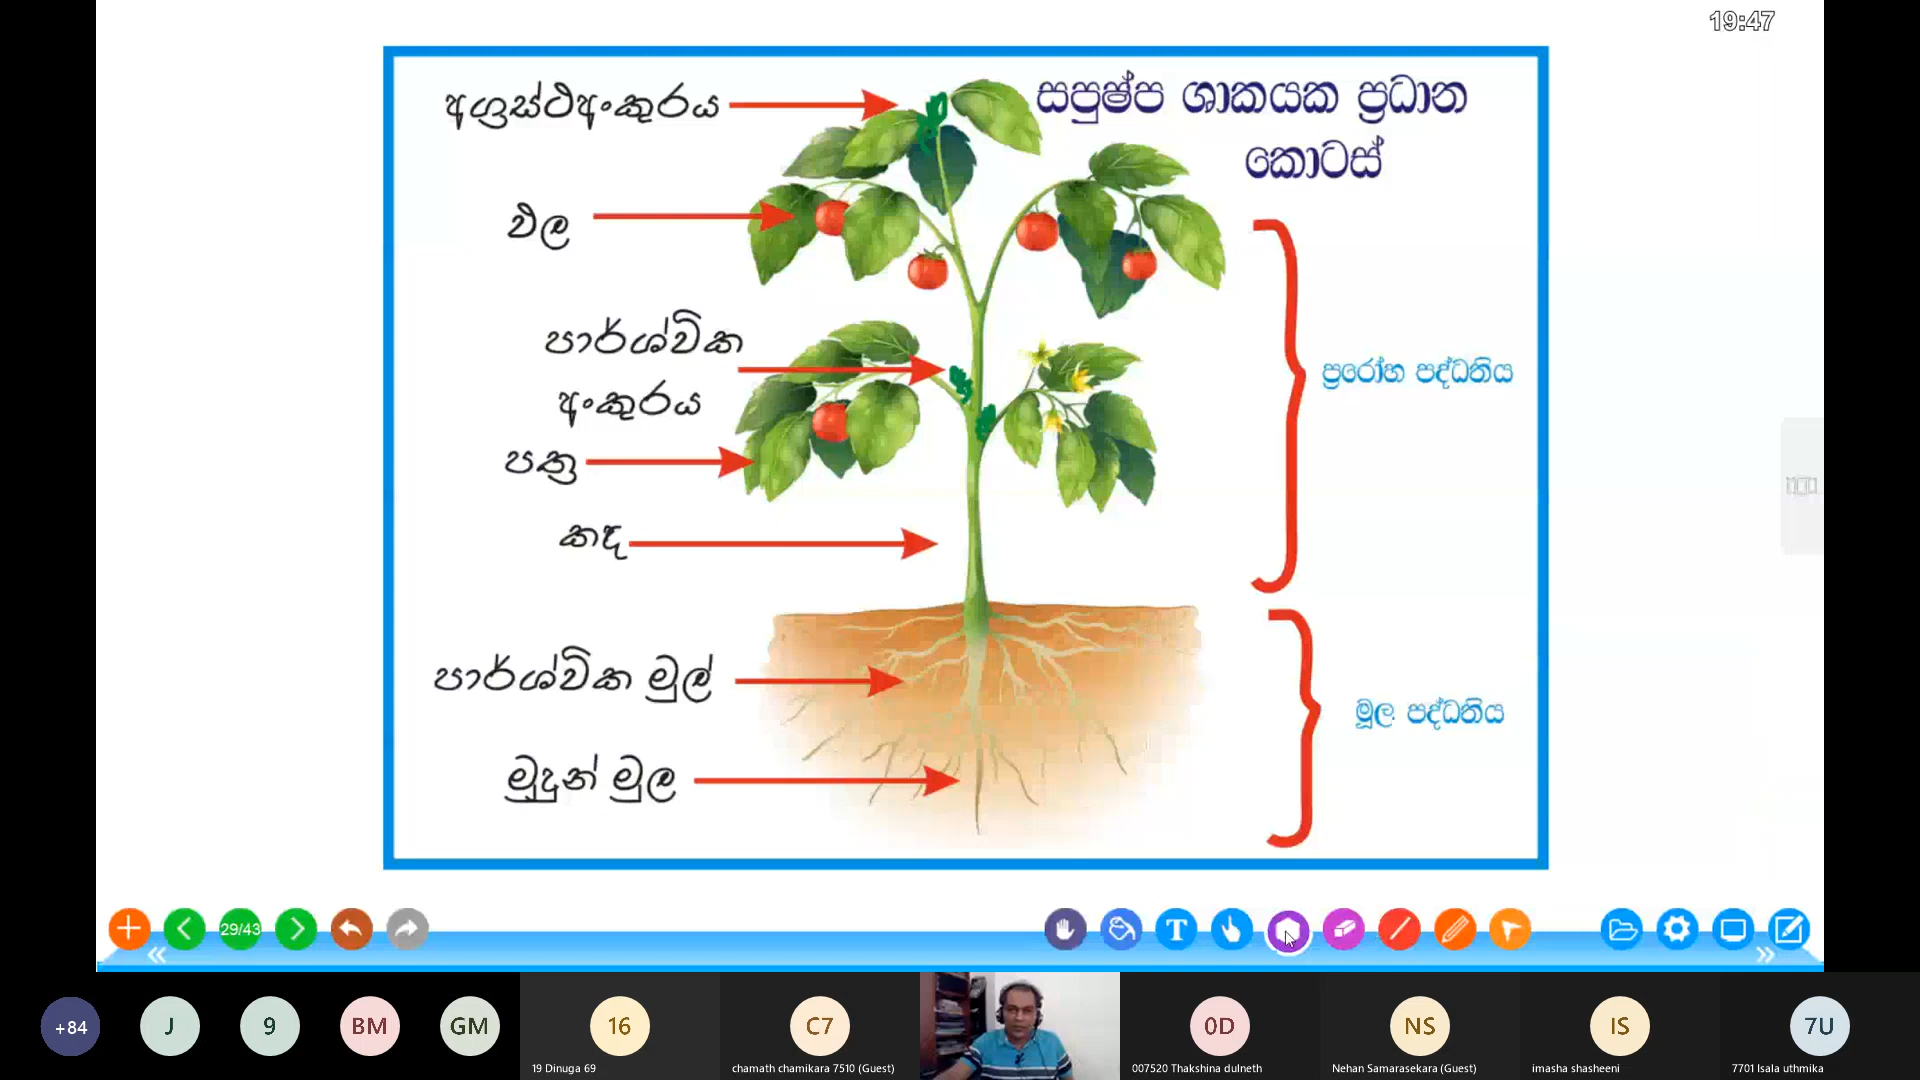 19:47
සපුෂ්ප ශාකයක ප්‍රධාන
කොටස්
අග්‍රස්ථඅංකුරය
ඵල
පාර්ශ්වික
අංකුරය
පත්‍ර
කඳ
පාර්ශ්වික මුල්
මුදුන් මුල
ප්‍රරෝහ පද්ධතිය
මූල පද්ධතිය
29/43
T
+84
J
9
BM
GM
16
19 Dinuga 69
C7
chamath chamikara 7510 (Guest)
0D
007520 Thakshina dulneth
NS
Nehan Samarasekara (Guest)
IS
imasha shasheeni
7U
7701 Isala uthmika